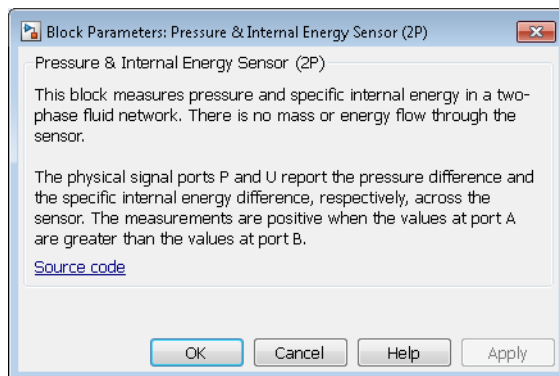 Block Parameters: Pressure & Internal Energy Sensor (2P)
Pressure & Internal Energy Sensor (2P)
This block measures pressure and specific internal energy in a two-
phase fluid network. There is no mass or energy flow through the
sensor.
The physical signal ports P and U report the pressure difference and
the specific internal energy difference, respectively, across the
sensor. The measurements are positive when the values at port A
are greater than the values at port B.
Source code
OK Cancel Help Apply